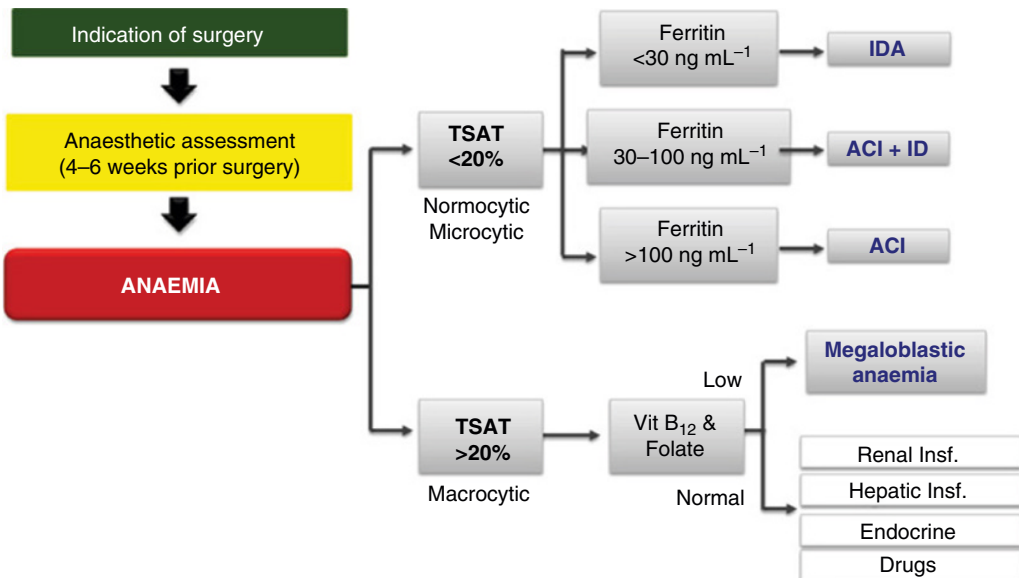 Indication of surgery
Anaesthetic assessment
(4–6 weeks prior surgery)
ANAEMIA
TSAT
<20%
Normocytic
Microcytic
Ferritin
<30 ng mL⁻¹
IDA
Ferritin
30–100 ng mL⁻¹
ACI + ID
Ferritin
>100 ng mL⁻¹
ACI
TSAT
>20%
Macrocytic
Vit B₁₂ &
Folate
Low
Megaloblastic
anaemia
Normal
Renal Insf.
Hepatic Insf.
Endocrine
Drugs